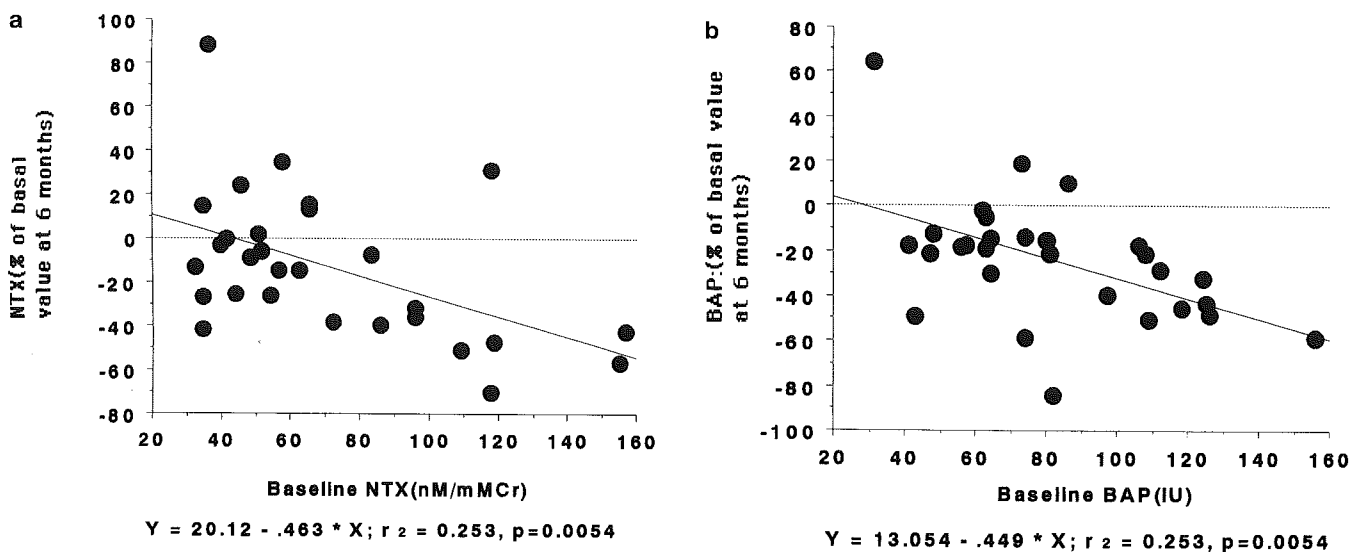 a
NTX(% of basal
value at 6 months)
100
80
60
40
20
0
-20
-40
-60
-80
20 40 60 80 100 120 140 160
Baseline NTX(nM/mMCr)
Y = 20.12 - .463 * X; r 2 = 0.253, p=0.0054
b
BAP:(% of basal value
at 6 months)
80
60
40
20
0
-20
-40
-60
-80
-100
20 40 60 80 100 120 140 160
Baseline BAP(IU)
Y = 13.054 - .449 * X; r 2 = 0.253, p=0.0054